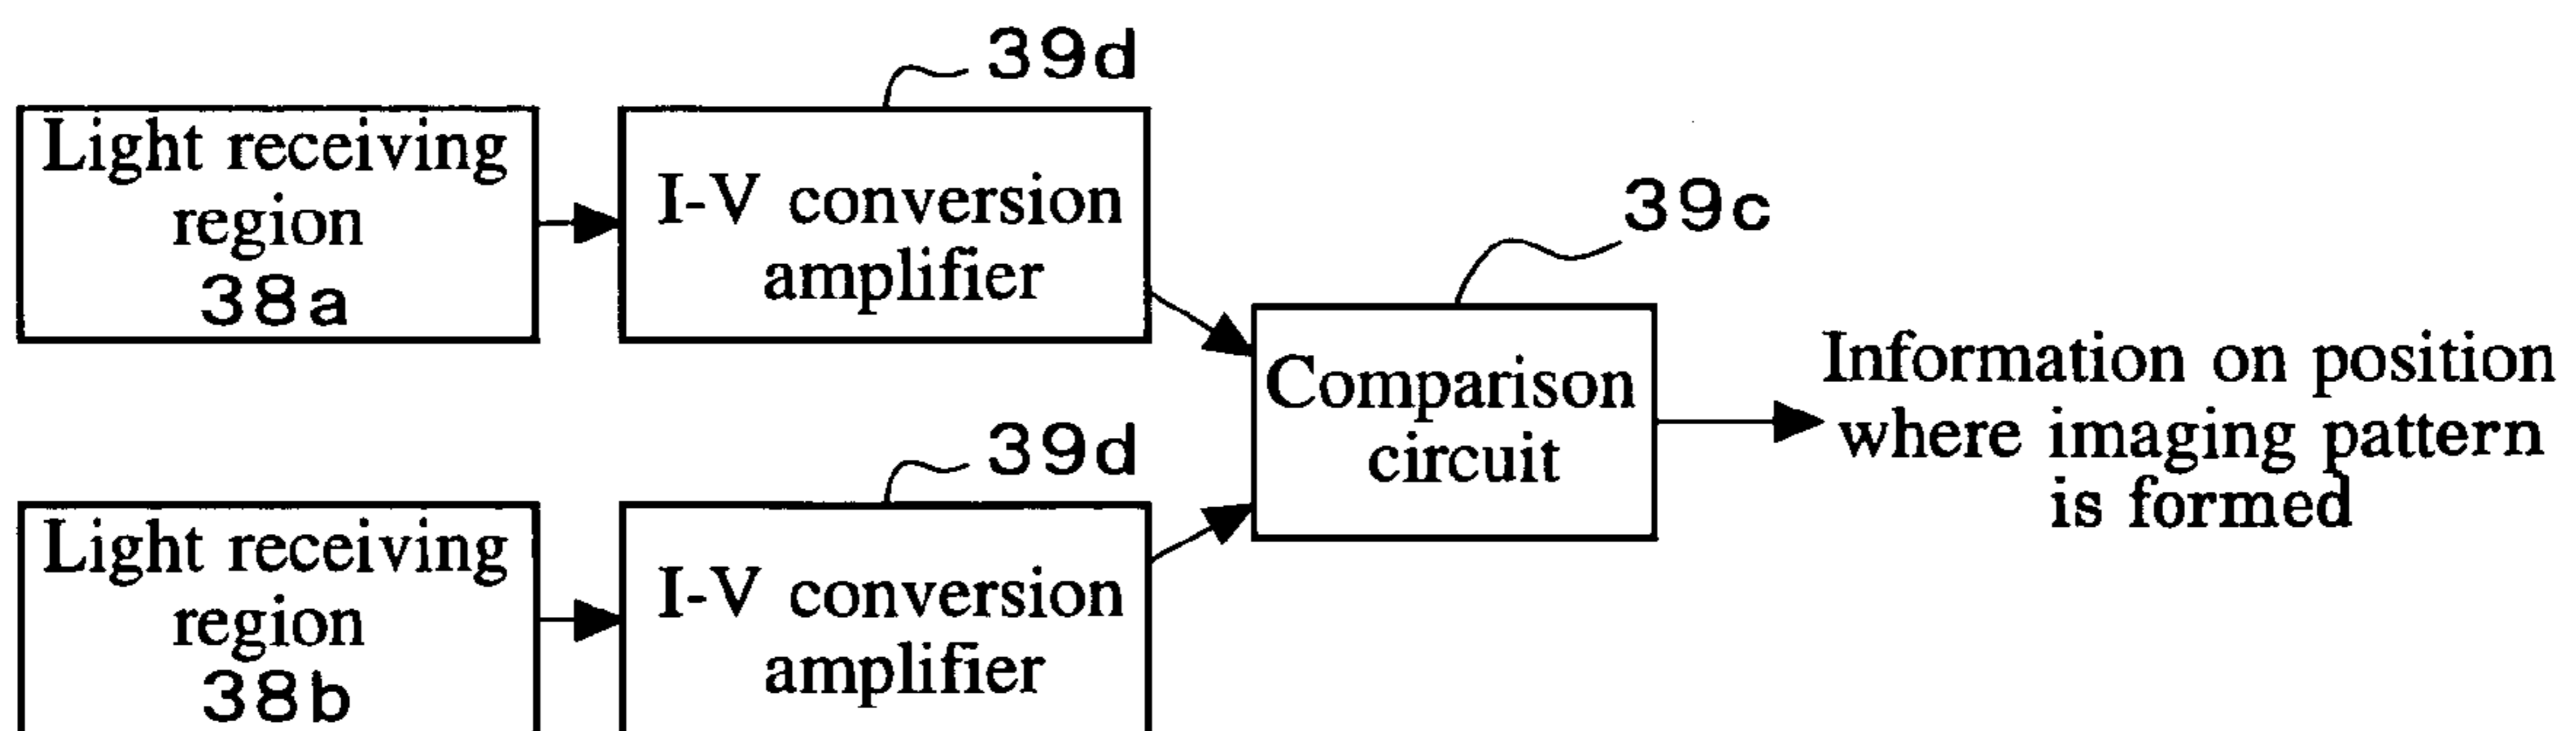 39d
Light receiving
region
38a
I-V conversion
amplifier
39c
Comparison
circuit
Information on position
where imaging pattern
is formed
39d
Light receiving
region
38b
I-V conversion
amplifier